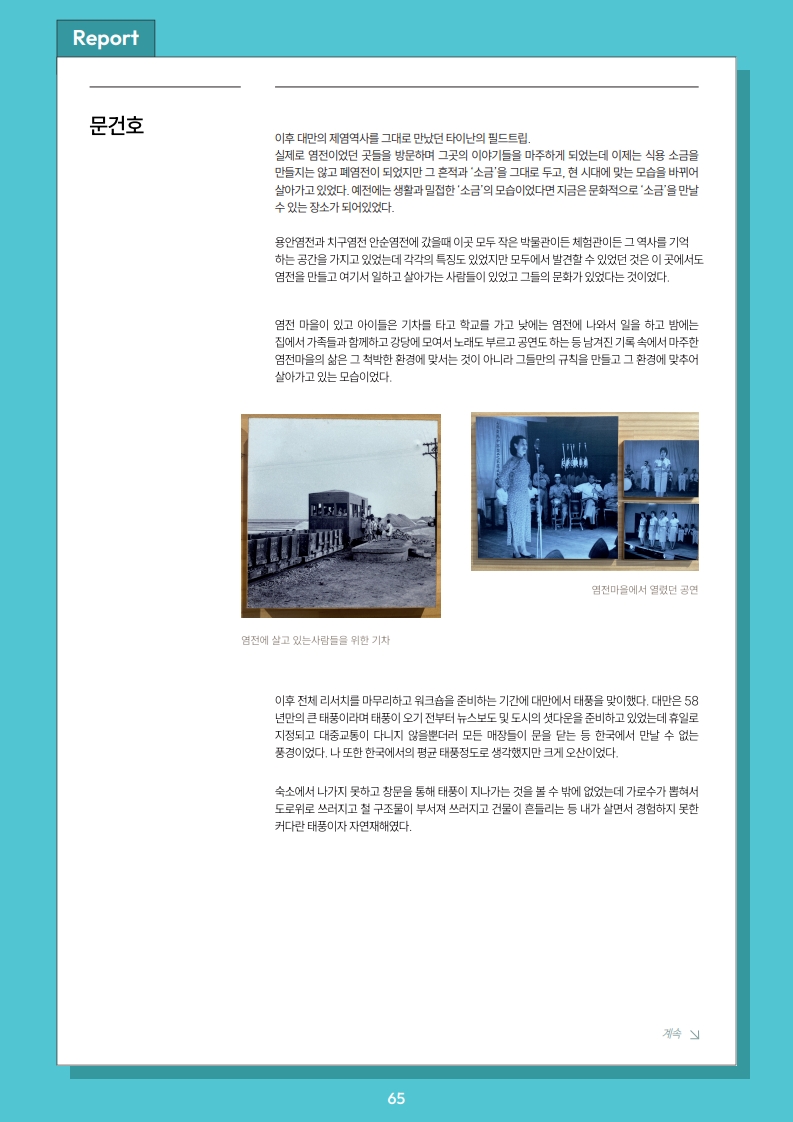 Report
문건호
이후 대만의 제염역사를 그대로 만났던 타이난의 필드트립.
실제로 염전이었던 곳들을 방문하며 그곳의 이야기들을 마주하게 되었는데 이제는 식용 소금을
만들지는 않고 폐염전이 되었지만 그 흔적과 ‘소금’을 그대로 두고, 현 시대에 맞는 모습을 바뀌어
살아가고 있었다. 예전에는 생활과 밀접한 ‘소금’의 모습이었다면 지금은 문화적으로 ‘소금’을 만날
수 있는 장소가 되어있었다.
용안염전과 치구염전 안순염전에 갔을때 이곳 모두 작은 박물관이든 체험관이든 그 역사를 기억
하는 공간을 가지고 있었는데 각각의 특징도 있었지만 모두에서 발견할 수 있었던 것은 이 곳에서도
염전을 만들고 여기서 일하고 살아가는 사람들이 있었고 그들의 문화가 있었다는 것이었다.
염전 마을이 있고 아이들은 기차를 타고 학교를 가고 낮에는 염전에 나와서 일을 하고 밤에는
집에서 가족들과 함께하고 강당에 모여서 노래도 부르고 공연도 하는 등 남겨진 기록 속에서 마주한
염전마을의 삶은 그 척박한 환경에 맞서는 것이 아니라 그들만의 규칙을 만들고 그 환경에 맞추어
살아가고 있는 모습이었다.
염전마을에서 열렸던 공연
염전에 살고 있는사람들을 위한 기차
이후 전체 리서치를 마무리하고 워크숍을 준비하는 기간에 대만에서 태풍을 맞이했다. 대만은 58
년만의 큰 태풍이라며 태풍이 오기 전부터 뉴스보도 및 도시의 셧다운을 준비하고 있었는데 휴일로
지정되고 대중교통이 다니지 않을뿐더러 모든 매장들이 문을 닫는 등 한국에서 만날 수 없는
풍경이었다. 나 또한 한국에서의 평균 태풍정도로 생각했지만 크게 오산이었다.
숙소에서 나가지 못하고 창문을 통해 태풍이 지나가는 것을 볼 수 밖에 없었는데 가로수가 뽑혀서
도로위로 쓰러지고 철 구조물이 부서져 쓰러지고 건물이 흔들리는 등 내가 살면서 경험하지 못한
커다란 태풍이자 자연재해였다.
계속
65